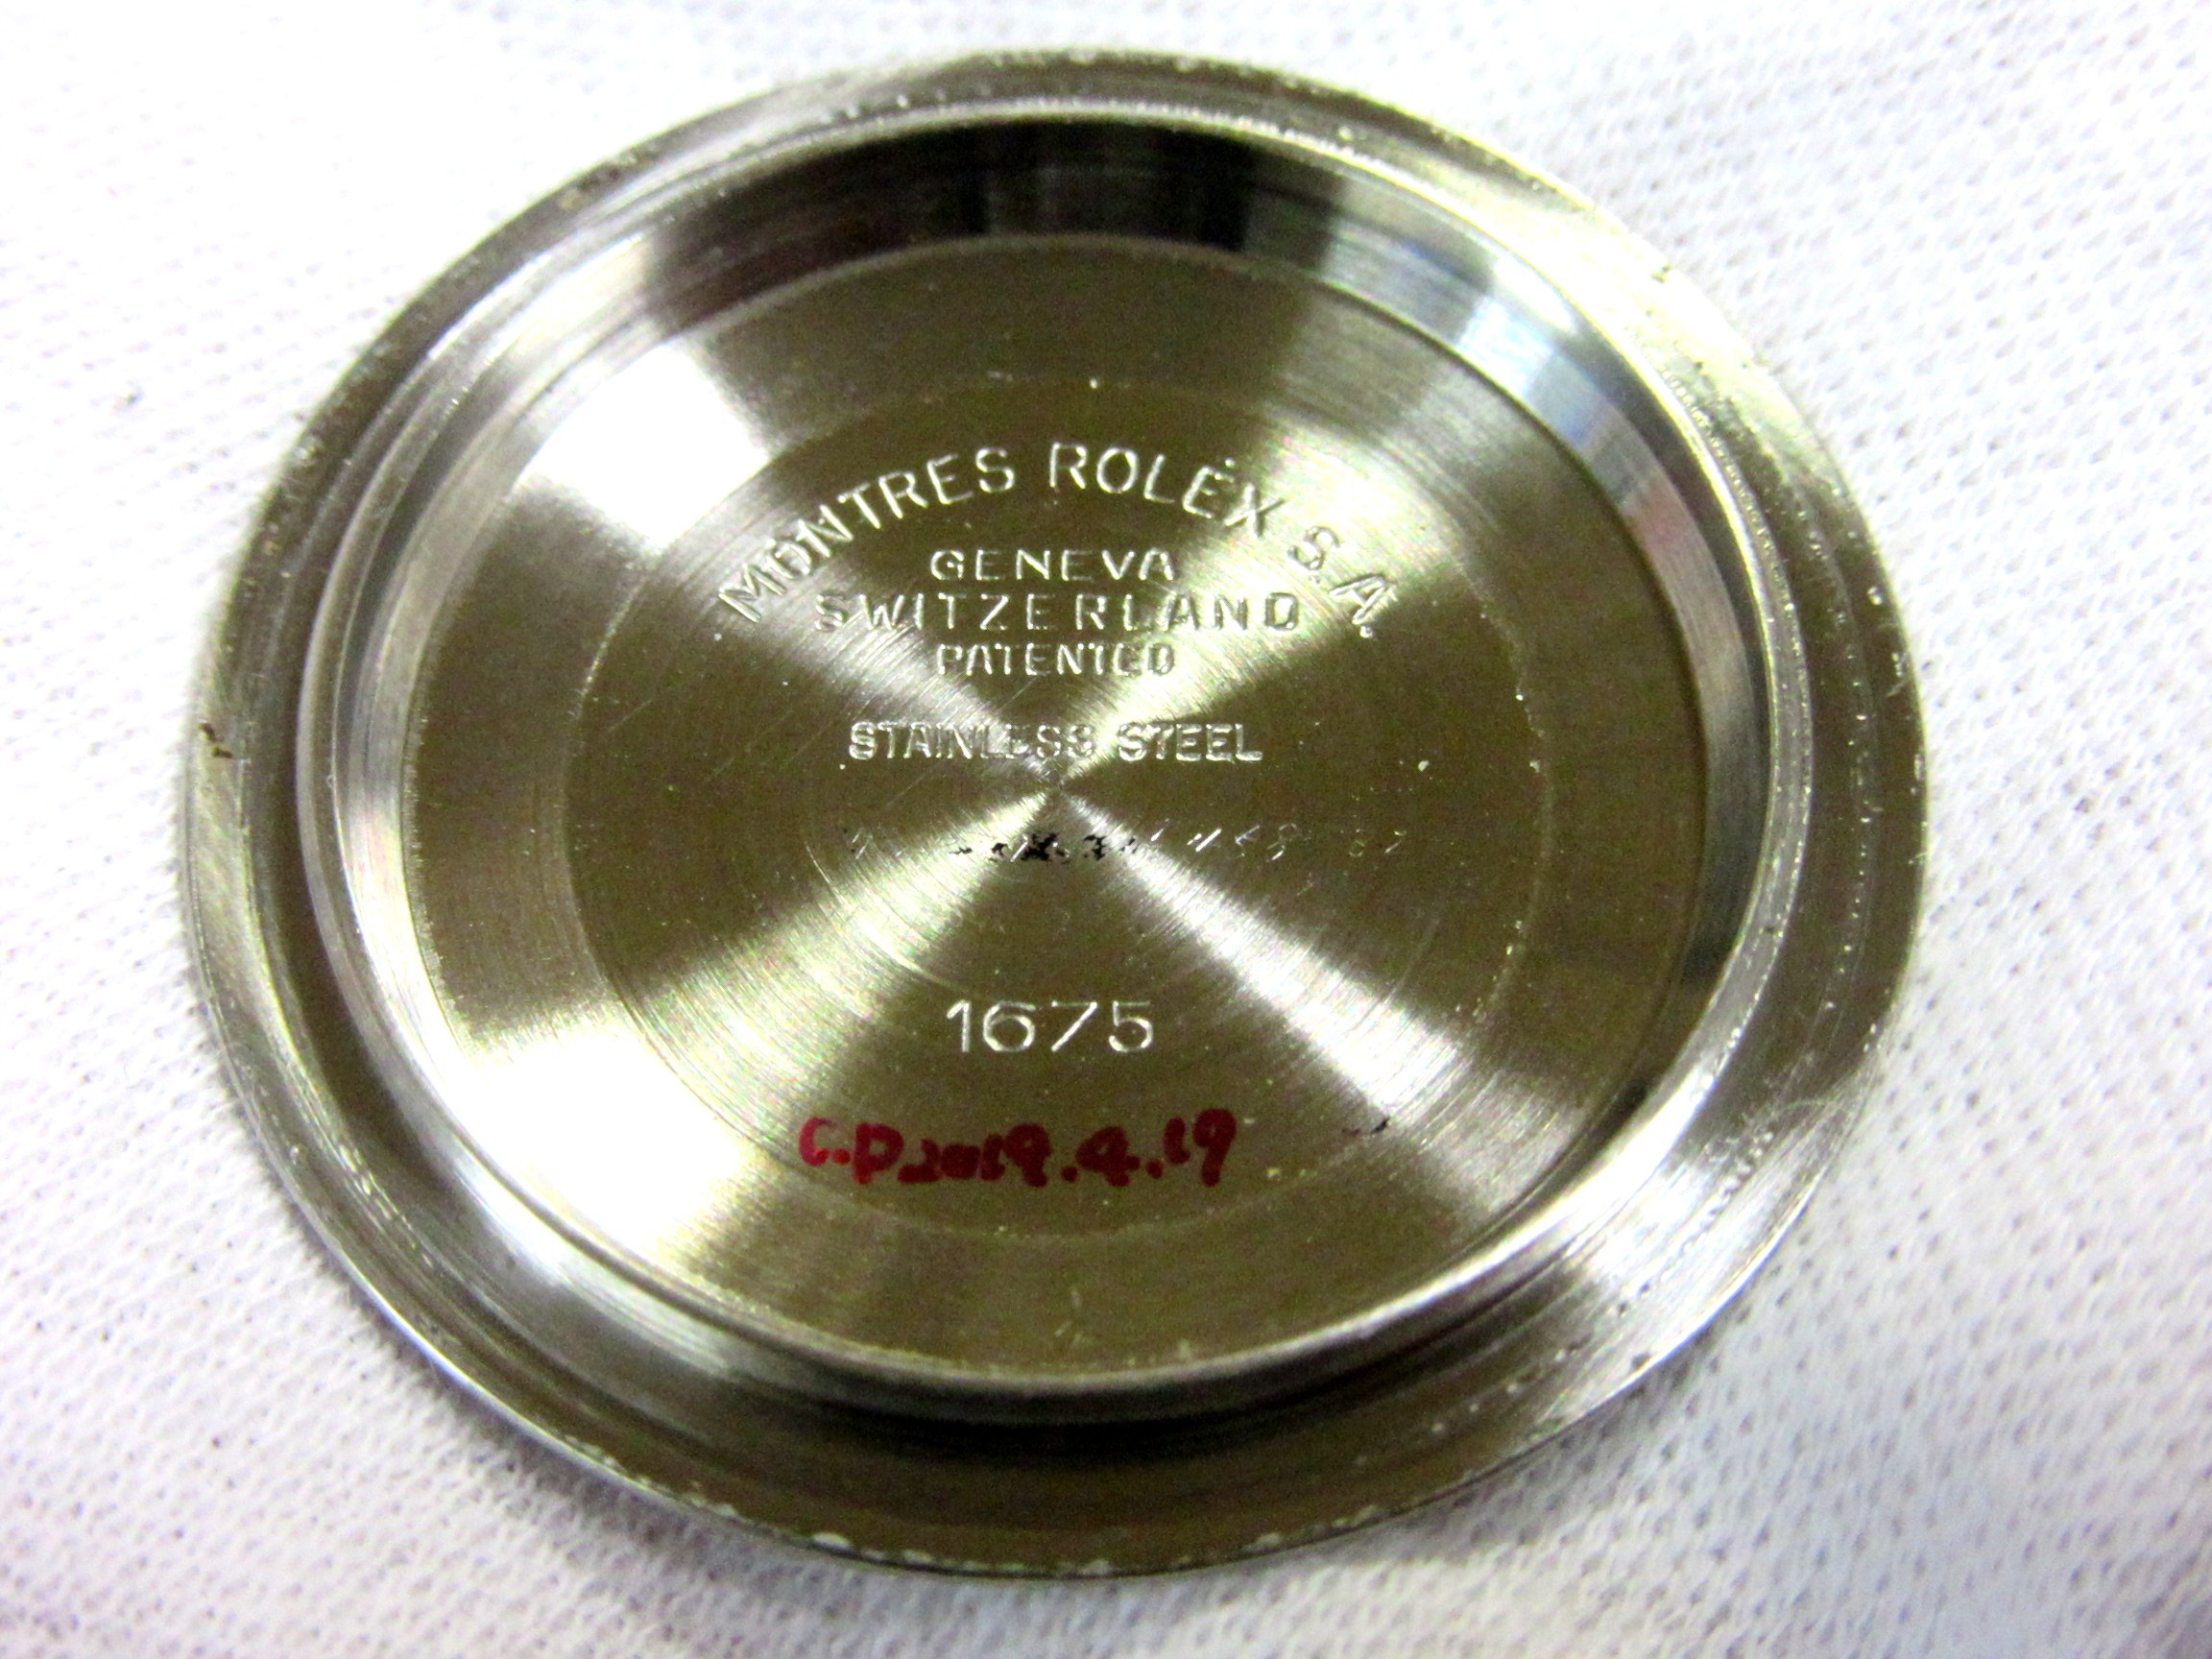 MONTRES ROLEX S.A.
GENEVA
SWITZERLAND
PATENTED
STAINLESS STEEL
1675
C.P 2019.4.19